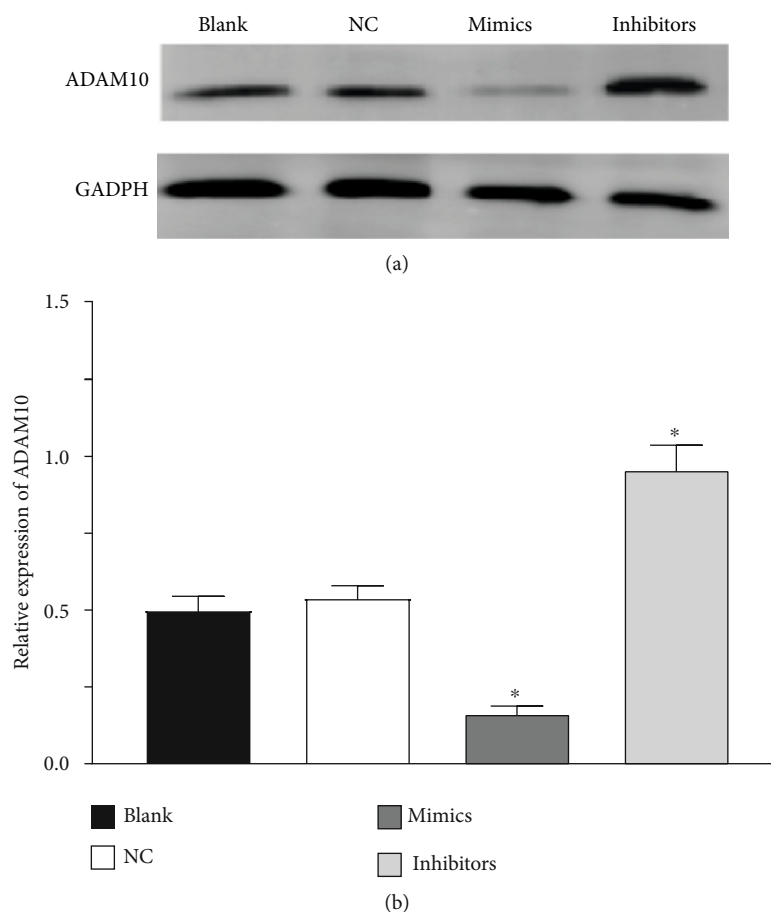 Blank NC Mimics Inhibitors
ADAM10
GADPH
(a)
1.5
1.0
0.5
0.0
Relative expression of ADAM10
*
*
Blank
NC
Mimics
Inhibitors
(b)